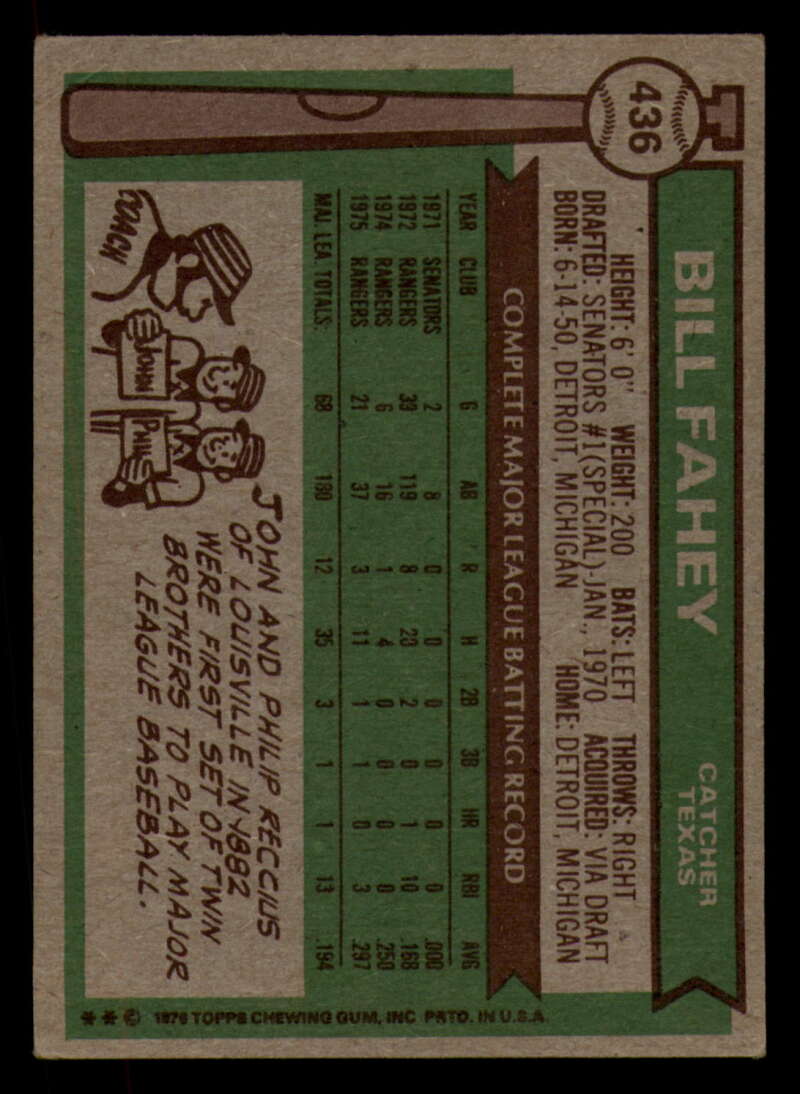 436
BILL FAHEY
CATCHER
TEXAS
HEIGHT: 6' 0" WEIGHT: 200 BATS: LEFT THROWS: RIGHT
DRAFTED: SENATORS #1(SPECIAL)-JAN., 1970 ACQUIRED: VIA DRAFT
BORN: 6-14-50, DETROIT, MICHIGAN HOME: DETROIT, MICHIGAN
COMPLETE MAJOR LEAGUE BATTING RECORD
YEAR CLUB G AB R H 2B 3B HR RBI AVG
1971 SENATORS 2 8 0 0 0 0 0 0 .000
1972 RANGERS 39 119 8 20 2 0 1 10 .168
1974 RANGERS 6 16 1 4 0 0 0 0 .250
1975 RANGERS 21 37 3 11 1 1 0 3 .297
MAJ. LEA. TOTALS: 68 180 12 35 3 1 1 13 .194
COACH
JOHN
PHIL
JOHN AND PHILIP RECCIUS
OF LOUISVILLE IN 1882
WERE FIRST SET OF TWIN
BROTHERS TO PLAY MAJOR
LEAGUE BASEBALL.
** © 1976 TOPPS CHEWING GUM, INC PRTD. IN U.S.A.